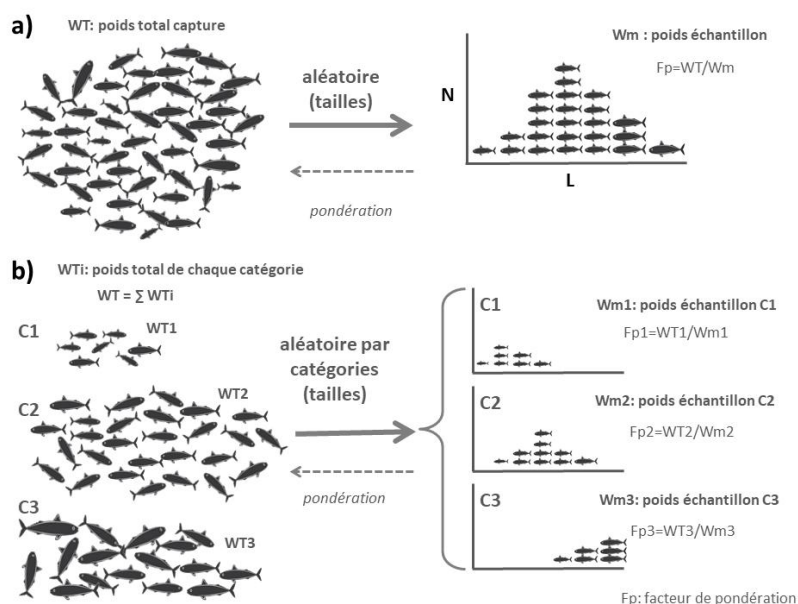 a)
WT: poids total capture
aléatoire
(tailles)
pondération
Wm : poids échantillon
Fp=WT/Wm
N
L
b)
WTi: poids total de chaque catégorie
WT = ∑ WTi
C1
WT1
C2
WT2
C3
WT3
aléatoire par
catégories
(tailles)
pondération
C1
Wm1: poids échantillon C1
Fp1=WT1/Wm1
C2
Wm2: poids échantillon C2
Fp2=WT2/Wm2
C3
Wm3: poids échantillon C3
Fp3=WT3/Wm3
Fp: facteur de pondération